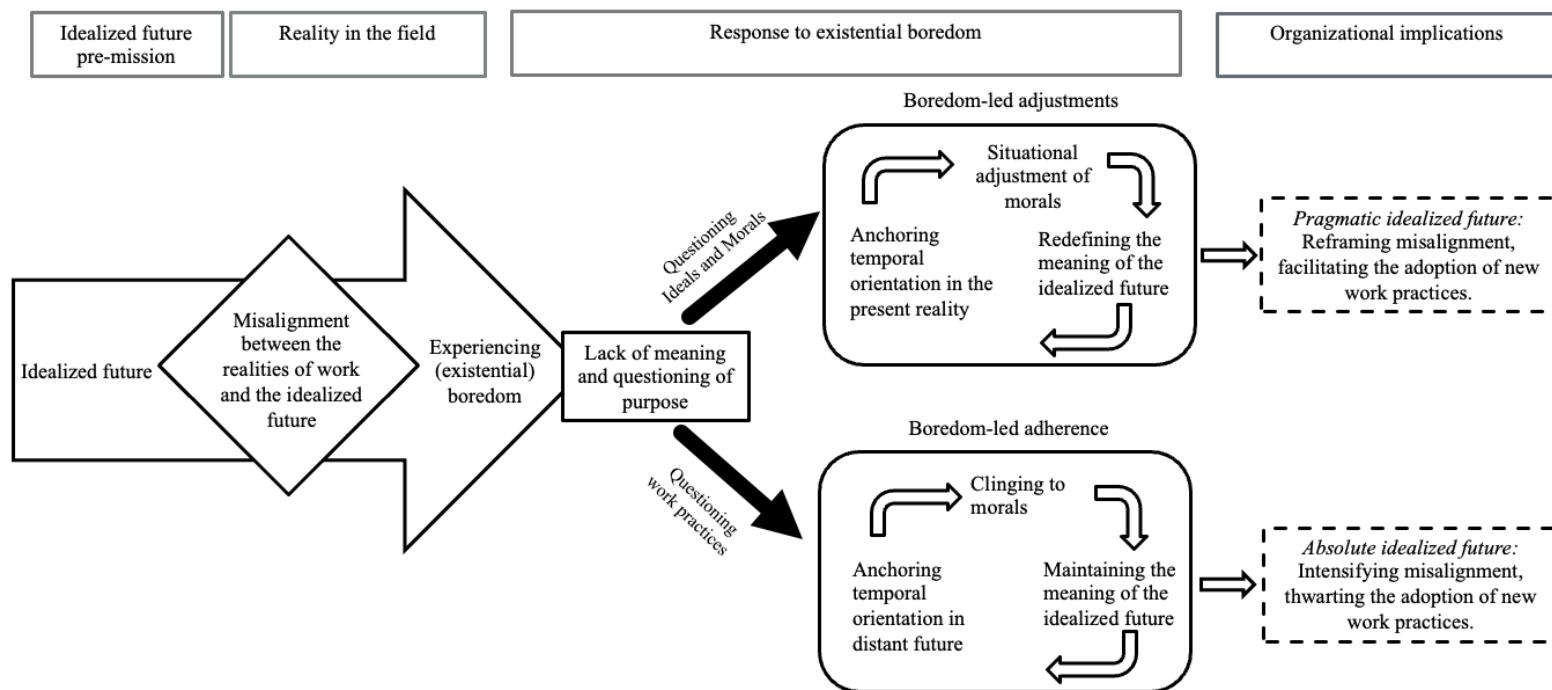 Idealized future
pre-mission
Reality in the field
Response to existential boredom
Organizational implications
Idealized future
Misalignment
between the
realities of work
and the idealized
future
Experiencing
(existential)
boredom
Lack of meaning
and questioning of
purpose
Questioning
Ideals and Morals
Questioning
work practices
Boredom-led adjustments
Situational
adjustment of
morals
Anchoring
temporal
orientation in the
present reality
Redefining the
meaning of the
idealized future
Pragmatic idealized future:
Reframing misalignment,
facilitating the adoption of new
work practices.
Boredom-led adherence
Clinging to
morals
Anchoring
temporal
orientation in
distant future
Maintaining the
meaning of the
idealized future
Absolute idealized future:
Intensifying misalignment,
thwarting the adoption of new
work practices.